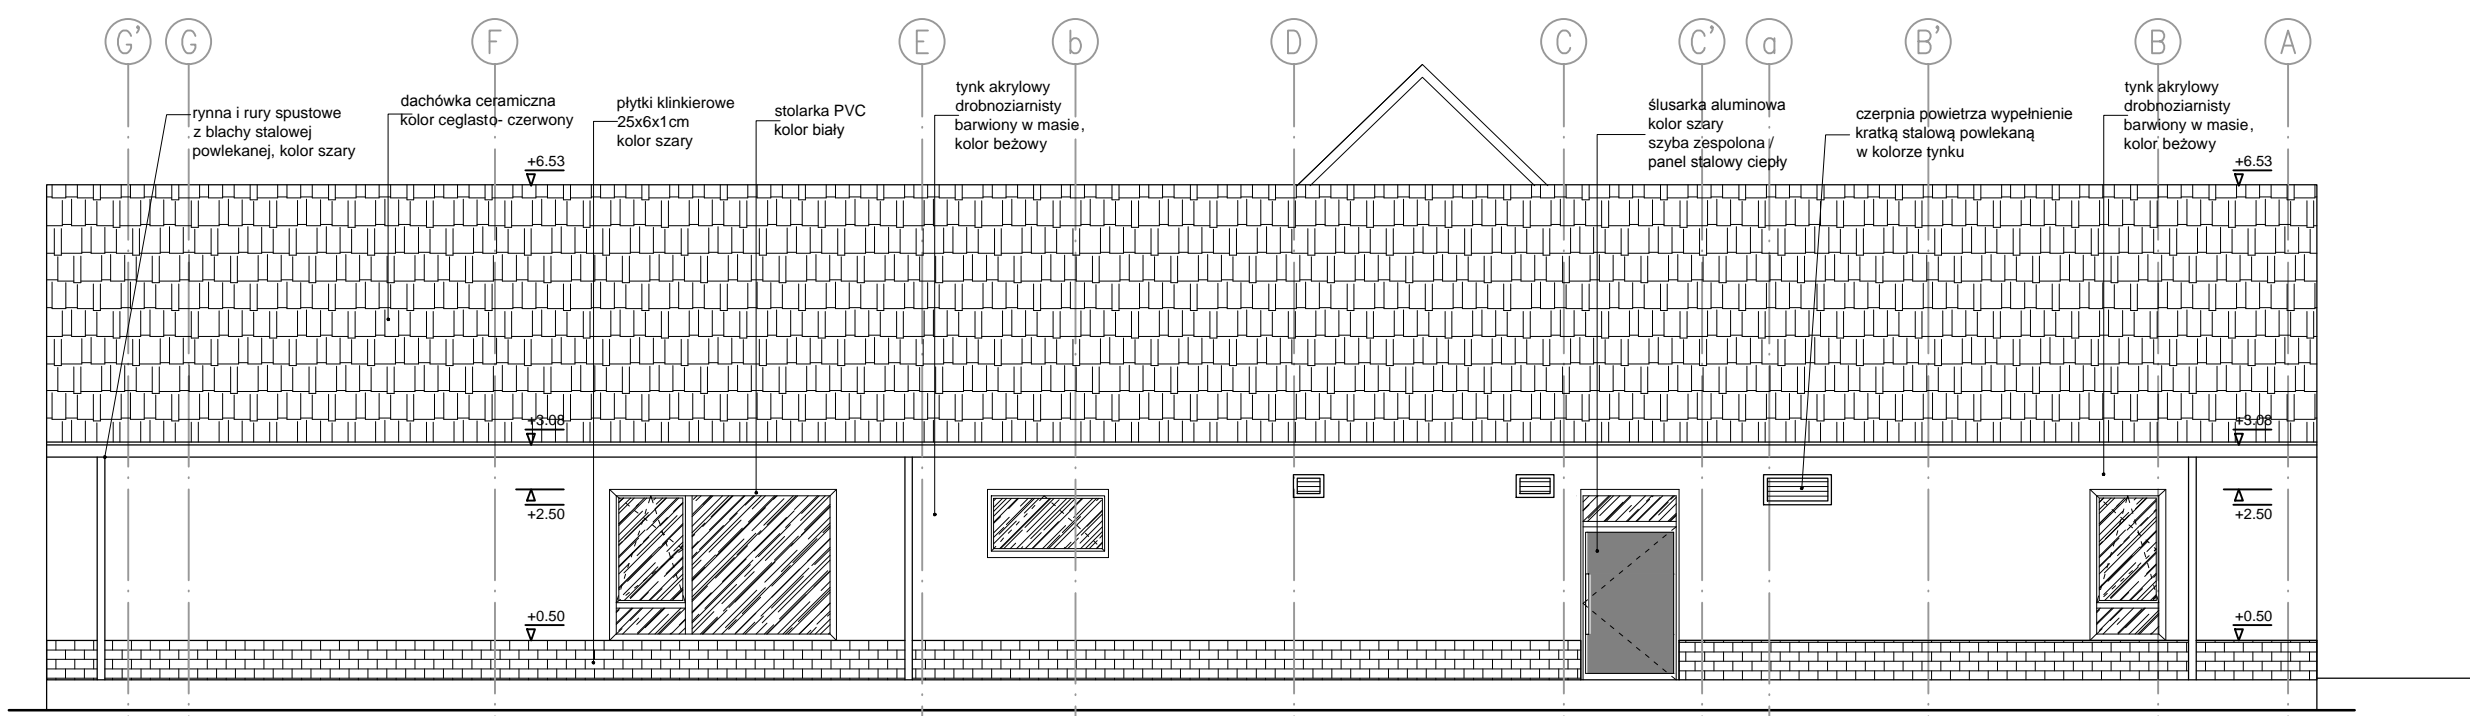 G' G F E b D C C' a B' B A
rynna i rury spustowe
z blachy stalowej
powlekanej, kolor szary
dachówka ceramiczna
kolor ceglasto- czerwony
płytki klinkierowe
25x6x1cm
kolor szary
stolarka PVC
kolor biały
tynk akrylowy
drobnoziarnisty
barwiony w masie,
kolor beżowy
ślusarka aluminowa
kolor szary
szyba zespolona /
panel stalowy ciepły
czerpnia powietrza wypełnienie
kratką stalową powlekaną
w kolorze tynku
tynk akrylowy
drobnoziarnisty
barwiony w masie,
kolor beżowy
+6.53
+6.53
+3.08
+3.08
+2.50
+2.50
+0.50
+0.50